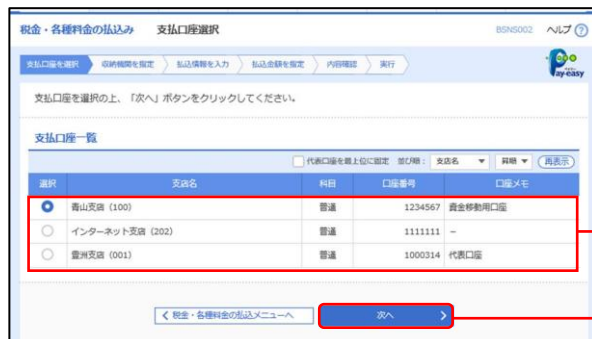 税金・各種料金の払込み 支払口座選択 BSNS002 ヘルプ ?
支払口座を選択 収納機関を指定 払込情報を入力 払込金額を指定 内容確認 実行
Pay-easy
支払口座を選択の上、「次へ」ボタンをクリックしてください。
支払口座一覧
代表口座を最上位に固定 並び順： 支店名 ▼ 昇順 ▼ 再表示
選択 支店名 科目 口座番号 口座メモ
青山支店（100） 普通 1234567 資金移動用口座
インターネット支店（202） 普通 1111111 －
豊洲支店（001） 普通 1000314 代表口座
＜ 税金・各種料金の払込メニューへ 次へ ＞